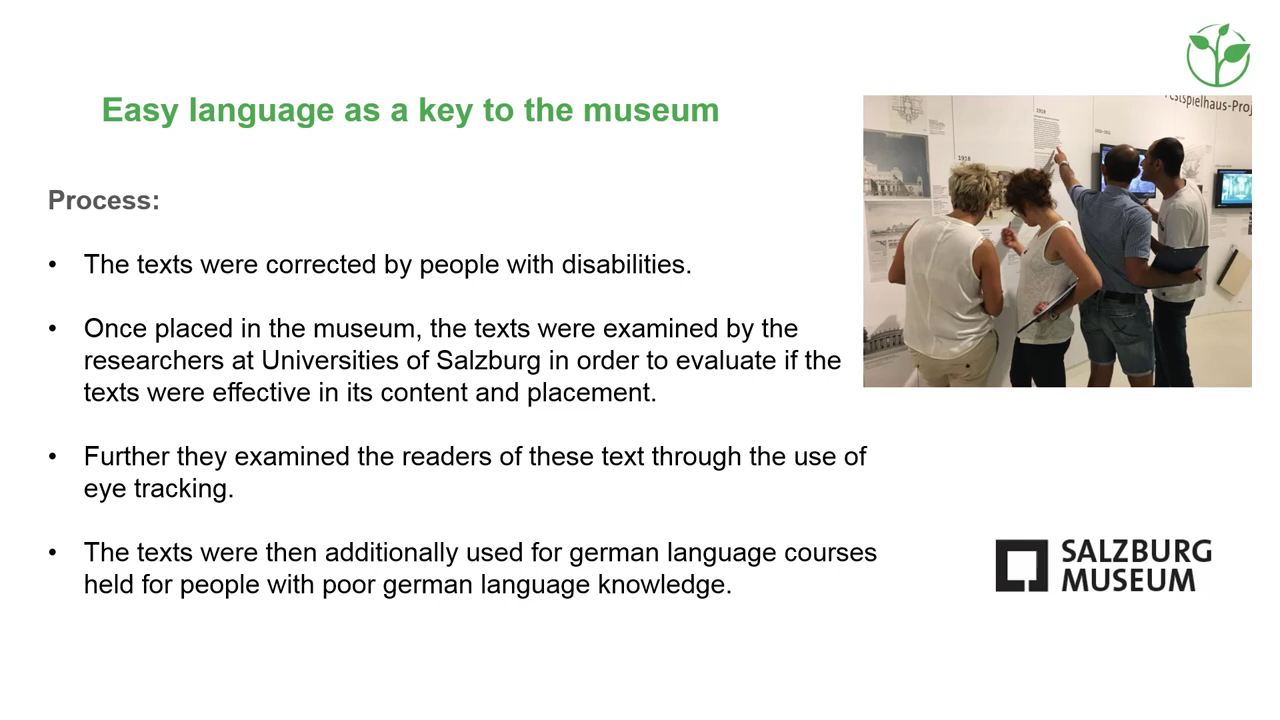 Easy language as a key to the museum
Process:
• The texts were corrected by people with disabilities.
• Once placed in the museum, the texts were examined by the
researchers at Universities of Salzburg in order to evaluate if the
texts were effective in its content and placement.
• Further they examined the readers of these text through the use of
eye tracking.
• The texts were then additionally used for german language courses
held for people with poor german language knowledge.
1918
1918
SALZBURG
MUSEUM